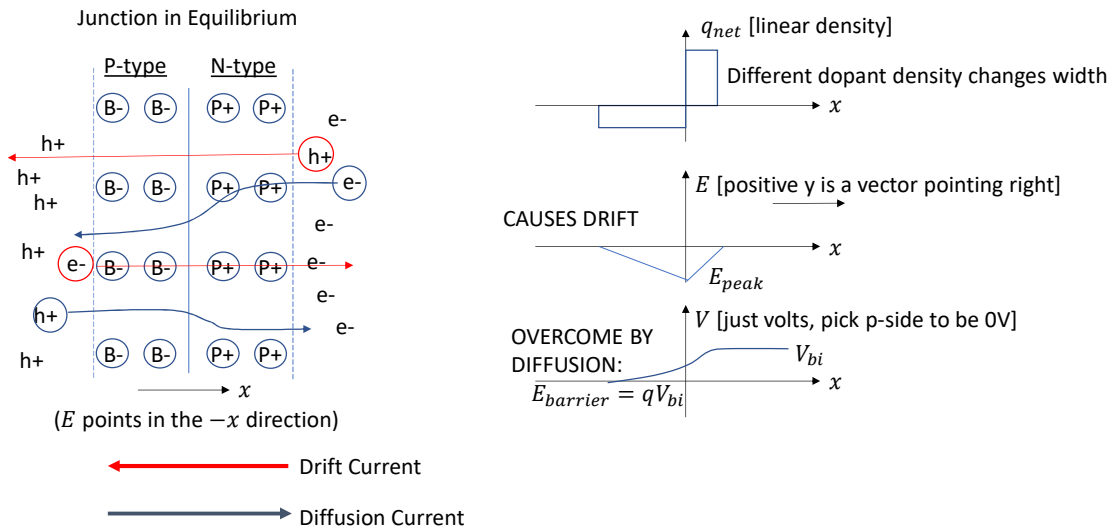 Junction in Equilibrium
P-type N-type
B- B- P+ P+
e-
h+
h+
h+
B- B- P+ P+
e-
h+
h+
e-
h+
e-
B- B- P+ P+
e-
e-
h+
e-
h+
B- B- P+ P+
x
(E points in the −x direction)
Drift Current
Diffusion Current
q_net [linear density]
Different dopant density changes width
x
E [positive y is a vector pointing right]
CAUSES DRIFT
x
E_peak
V [just volts, pick p-side to be 0V]
OVERCOME BY
DIFFUSION:
V_bi
E_barrier = qV_bi
x